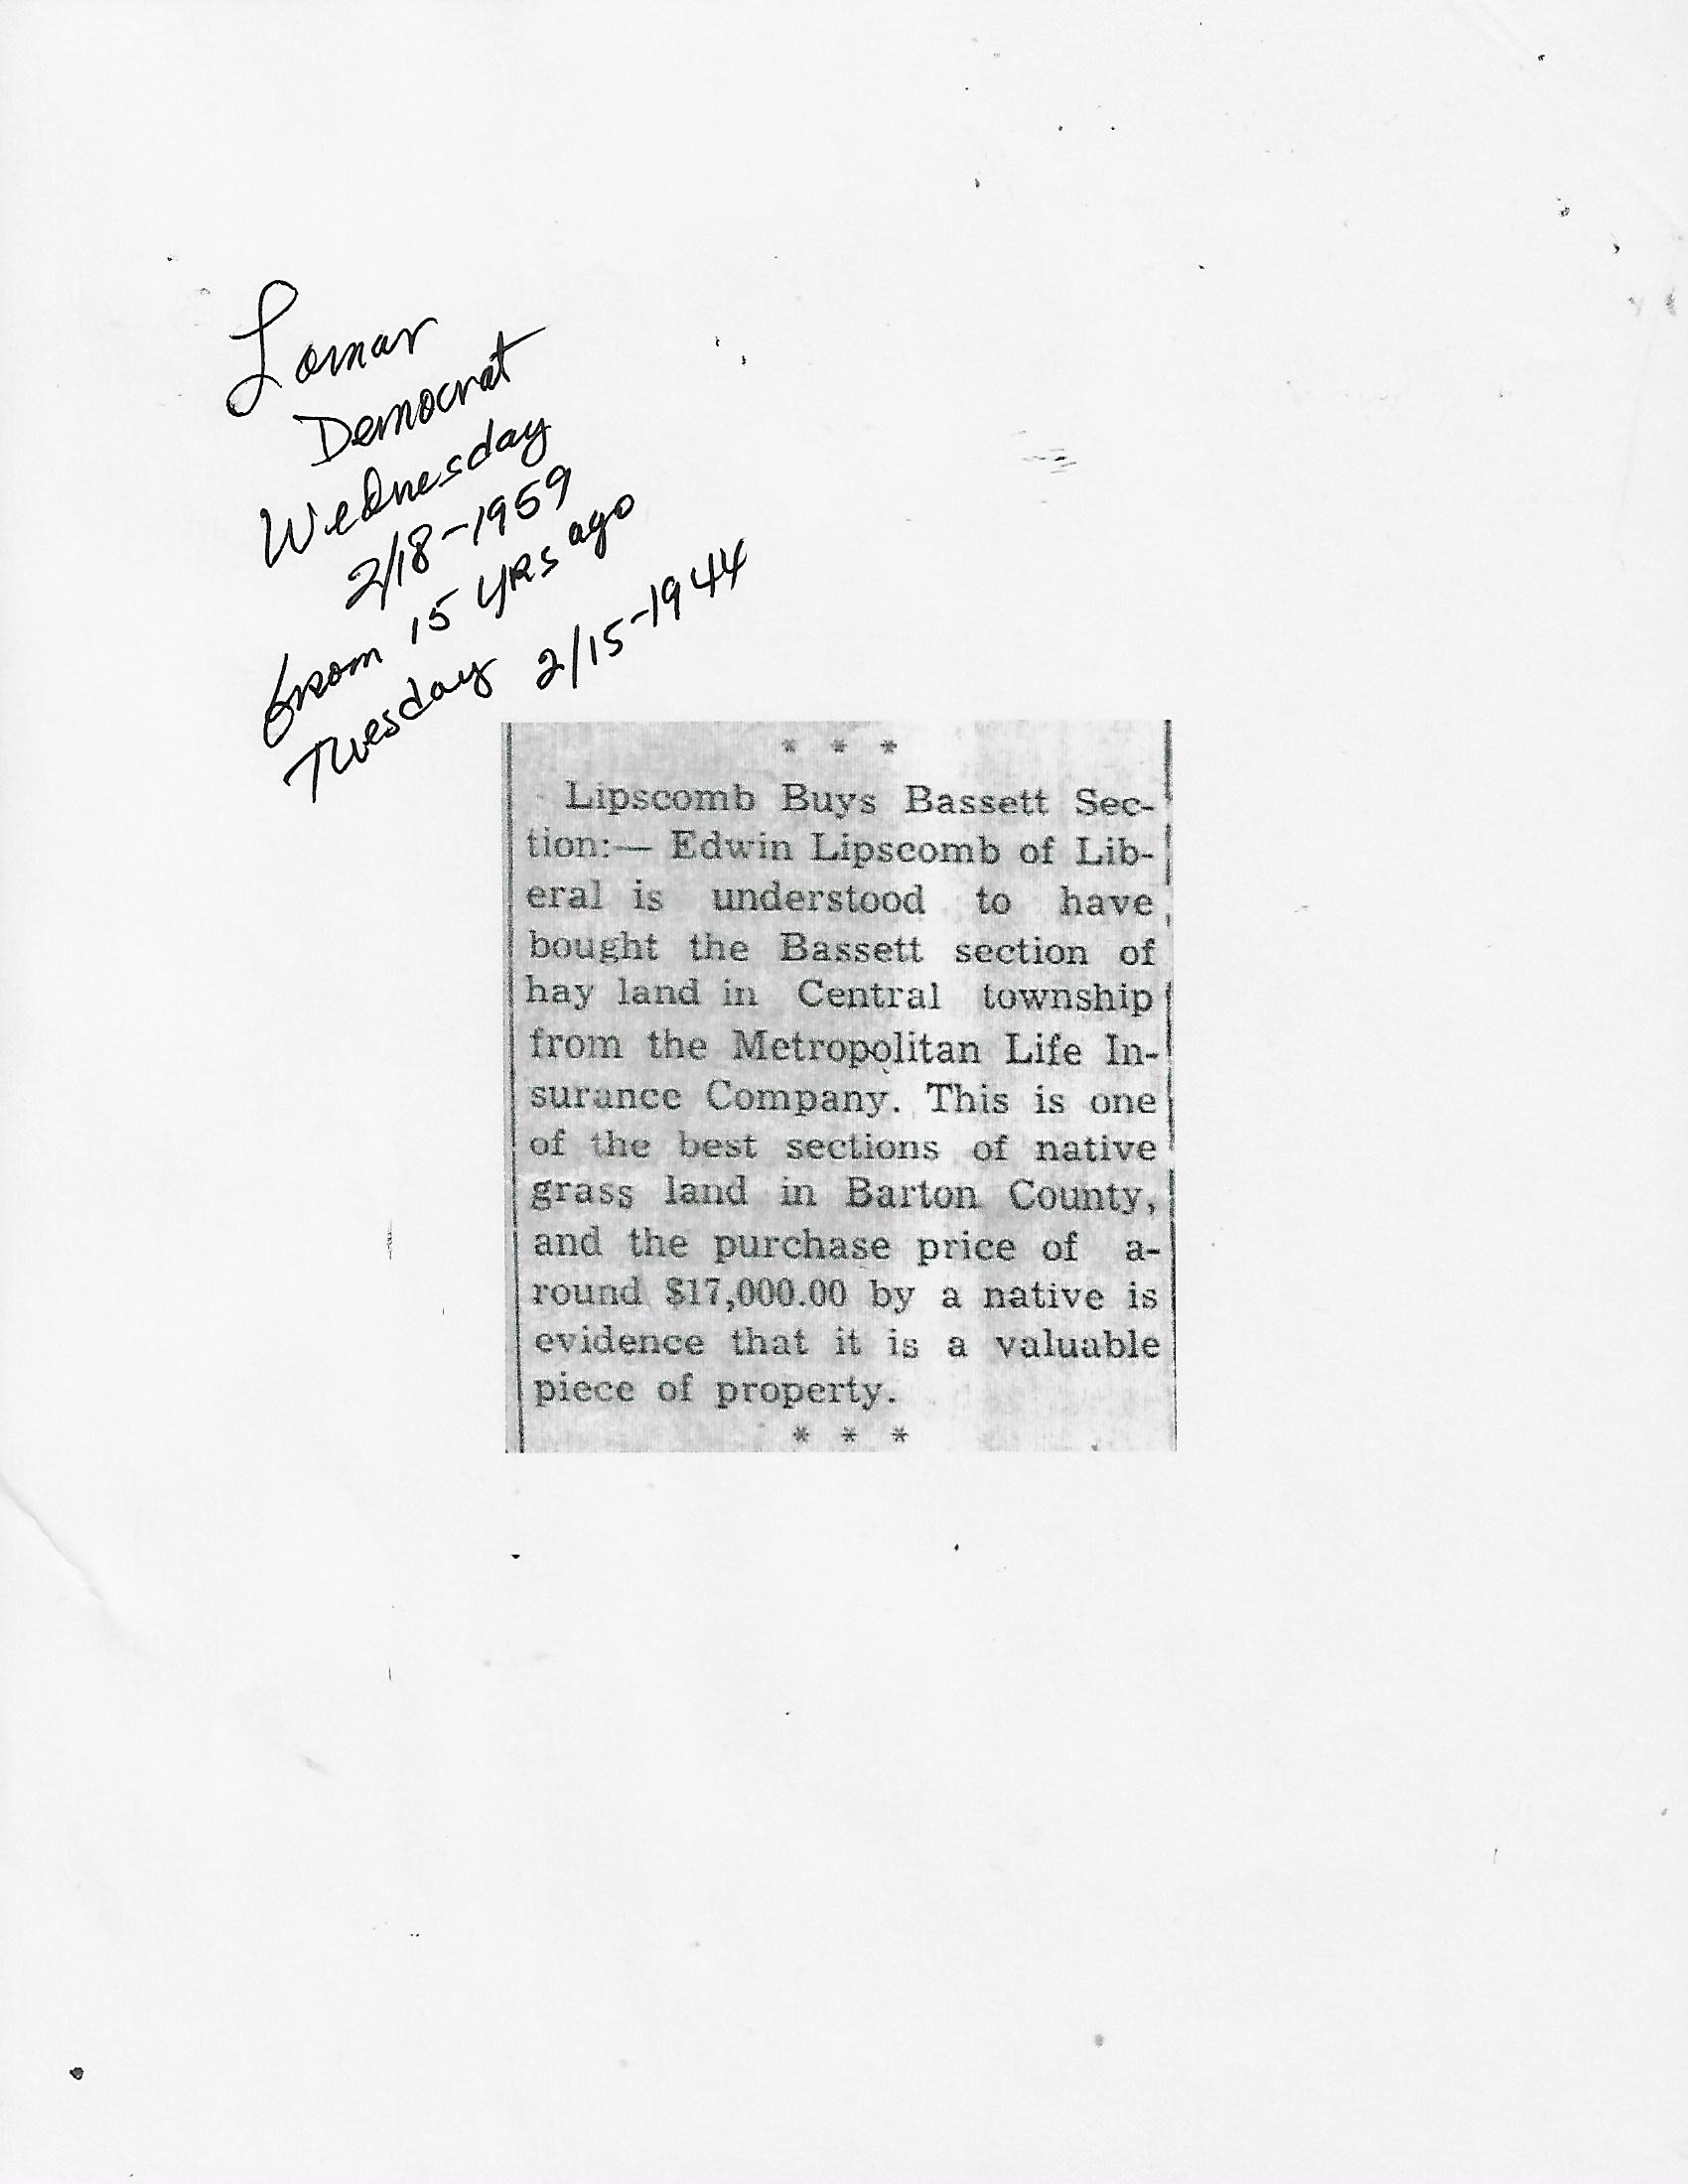 Lamar
Democrat
Wednesday
2/18-1959
from 15 YRS ago
Tuesday 2/15-1944
* * *
Lipscomb Buys Bassett Sec-
tion:— Edwin Lipscomb of Lib-
eral is understood to have
bought the Bassett section of
hay land in Central township
from the Metropolitan Life In-
surance Company. This is one
of the best sections of native
grass land in Barton County,
and the purchase price of a-
round $17,000.00 by a native is
evidence that it is a valuable
piece of property.
* * *